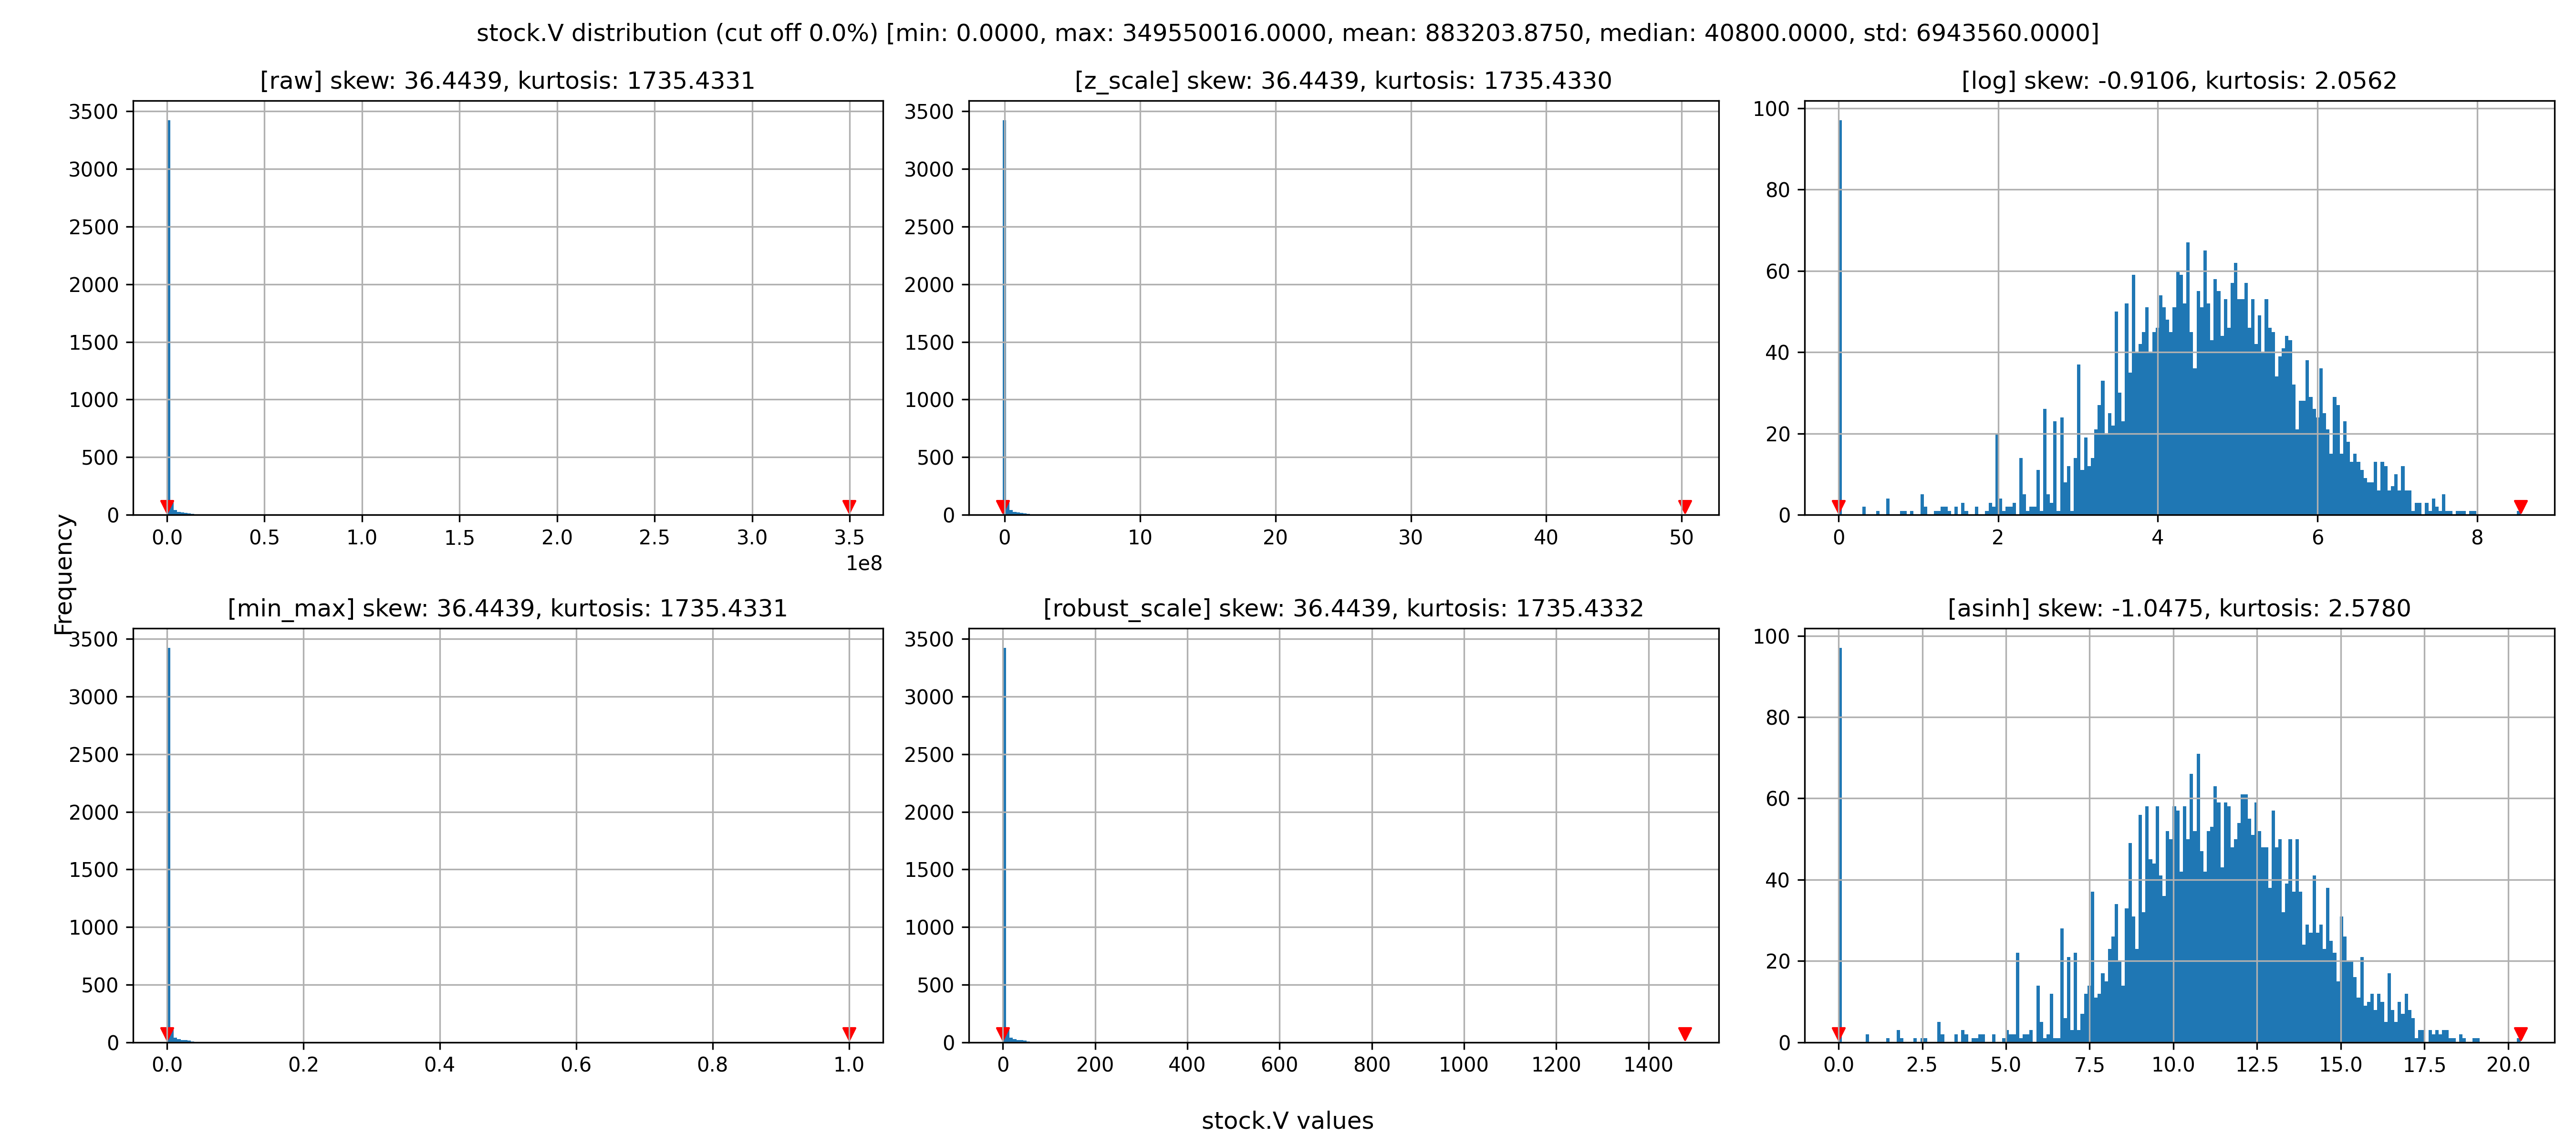 stock.V distribution (cut off 0.0%) [min: 0.0000, max: 349550016.0000, mean: 883203.8750, median: 40800.0000, std: 6943560.0000]
[raw] skew: 36.4439, kurtosis: 1735.4331
3500
3000
2500
2000
1500
1000
500
0
0.0 0.5 1.0 1.5 2.0 2.5 3.0 3.5
1e8
[z_scale] skew: 36.4439, kurtosis: 1735.4330
3500
3000
2500
2000
1500
1000
500
0
0 10 20 30 40 50
[log] skew: -0.9106, kurtosis: 2.0562
100
80
60
40
20
0
0 2 4 6 8
Frequency
[min_max] skew: 36.4439, kurtosis: 1735.4331
3500
3000
2500
2000
1500
1000
500
0
0.0 0.2 0.4 0.6 0.8 1.0
[robust_scale] skew: 36.4439, kurtosis: 1735.4332
3500
3000
2500
2000
1500
1000
500
0
0 200 400 600 800 1000 1200 1400
[asinh] skew: -1.0475, kurtosis: 2.5780
100
80
60
40
20
0
0.0 2.5 5.0 7.5 10.0 12.5 15.0 17.5 20.0
stock.V values